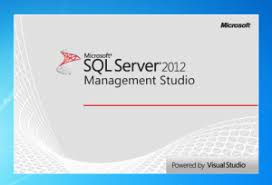 Microsoft
Microsoft
SQL Server 2012
Management Studio
Powered by Visual Studio